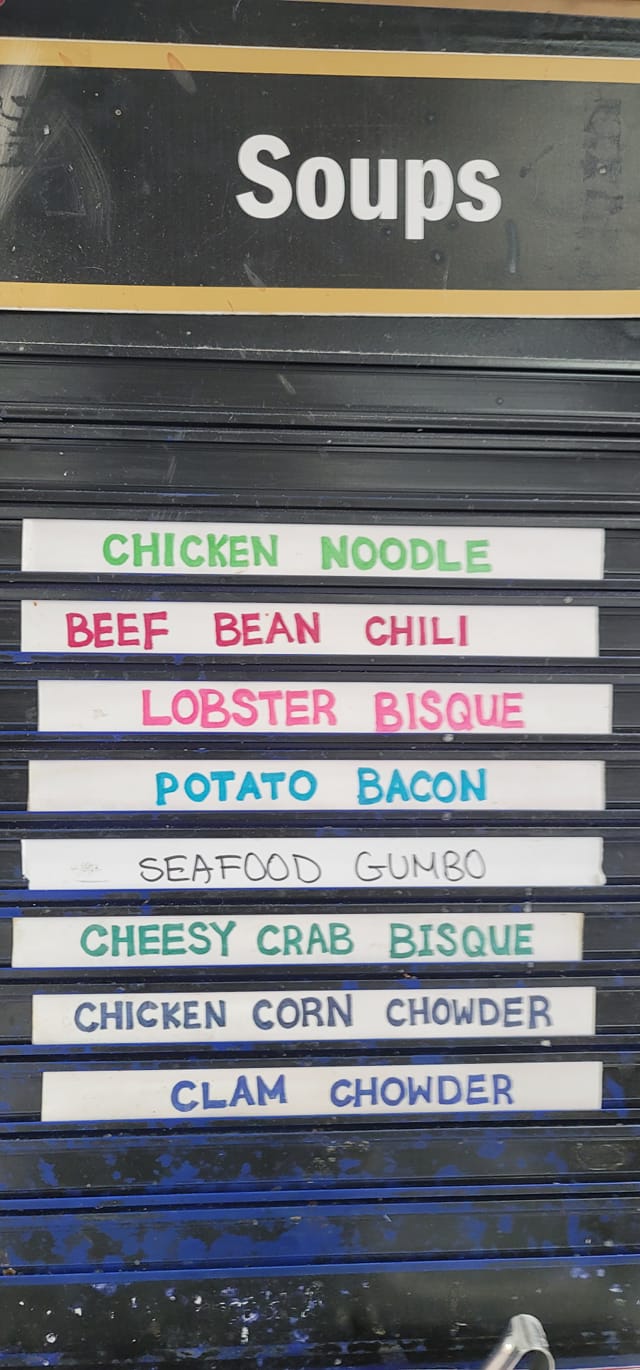 Soups
CHICKEN NOODLE
BEEF BEAN CHILI
LOBSTER BISQUE
POTATO BACON
SEAFOOD GUMBO
CHEESY CRAB BISQUE
CHICKEN CORN CHOWDER
CLAM CHOWDER